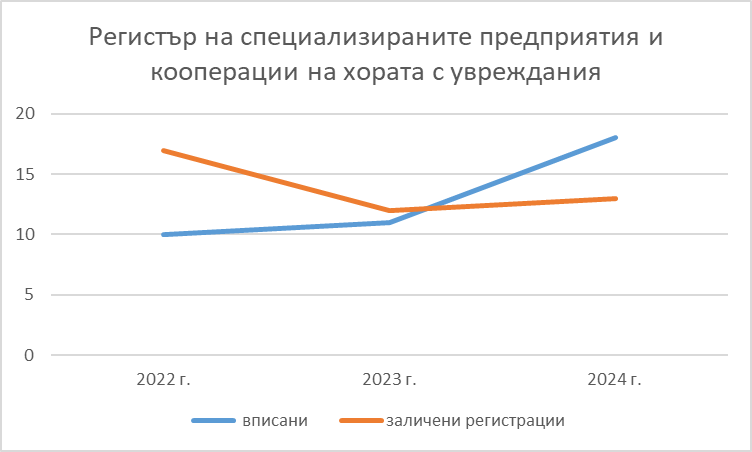 Регистър на специализираните предприятия и
кооперации на хората с увреждания
20
15
10
5
0
2022 г.
2023 г.
2024 г.
вписани
заличени регистрации